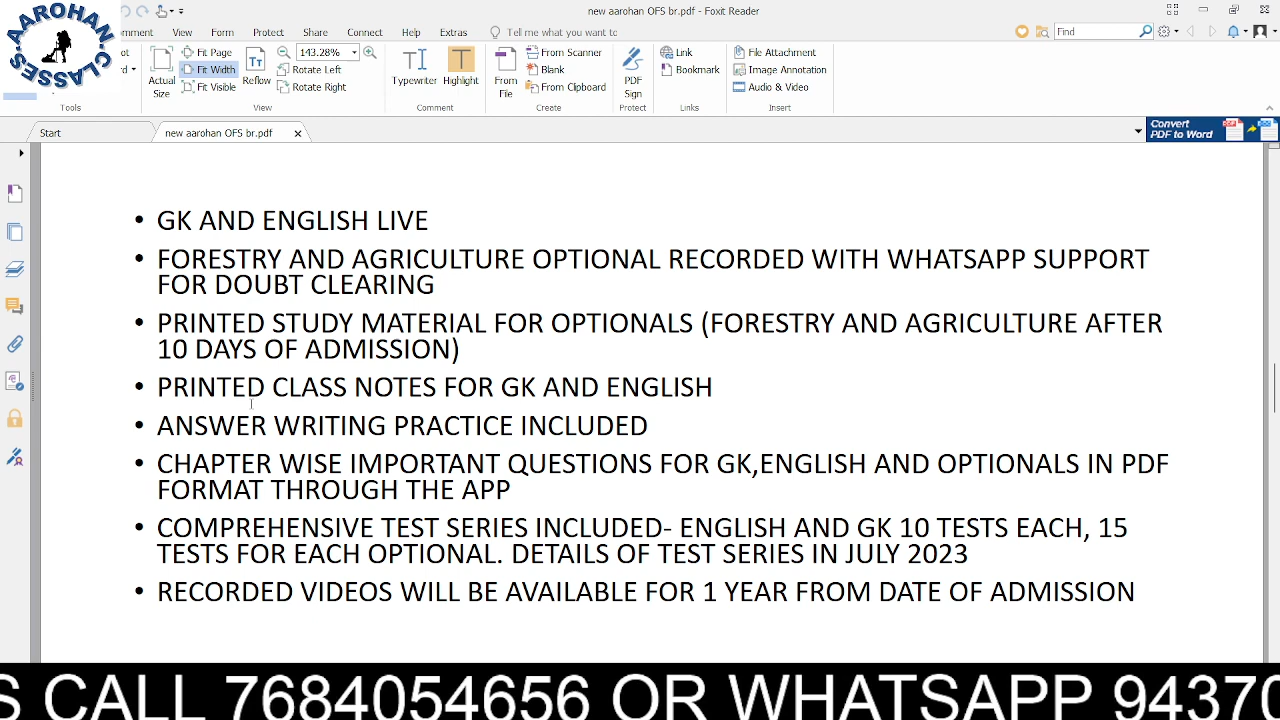 AAROHAN CLASSES
new aarohan OFS br.pdf - Foxit Reader
View Form Protect Share Connect Help Extras Tell me what you want to
Find
Actual Size
Fit Page
Fit Width
Fit Visible
Reflow
143.28%
Rotate Left
Rotate Right
Typewriter
Highlight
From File
From Scanner
Blank
From Clipboard
PDF Sign
Link
Bookmark
File Attachment
Image Annotation
Audio & Video
Tools View Comment Create Protect Links Insert
Start
new aarohan OFS br.pdf
Convert
PDF to Word
• GK AND ENGLISH LIVE
• FORESTRY AND AGRICULTURE OPTIONAL RECORDED WITH WHATSAPP SUPPORT
FOR DOUBT CLEARING
• PRINTED STUDY MATERIAL FOR OPTIONALS (FORESTRY AND AGRICULTURE AFTER
10 DAYS OF ADMISSION)
• PRINTED CLASS NOTES FOR GK AND ENGLISH
• ANSWER WRITING PRACTICE INCLUDED
• CHAPTER WISE IMPORTANT QUESTIONS FOR GK,ENGLISH AND OPTIONALS IN PDF
FORMAT THROUGH THE APP
• COMPREHENSIVE TEST SERIES INCLUDED- ENGLISH AND GK 10 TESTS EACH, 15
TESTS FOR EACH OPTIONAL. DETAILS OF TEST SERIES IN JULY 2023
• RECORDED VIDEOS WILL BE AVAILABLE FOR 1 YEAR FROM DATE OF ADMISSION
S CALL 7684054656 OR WHATSAPP 94370